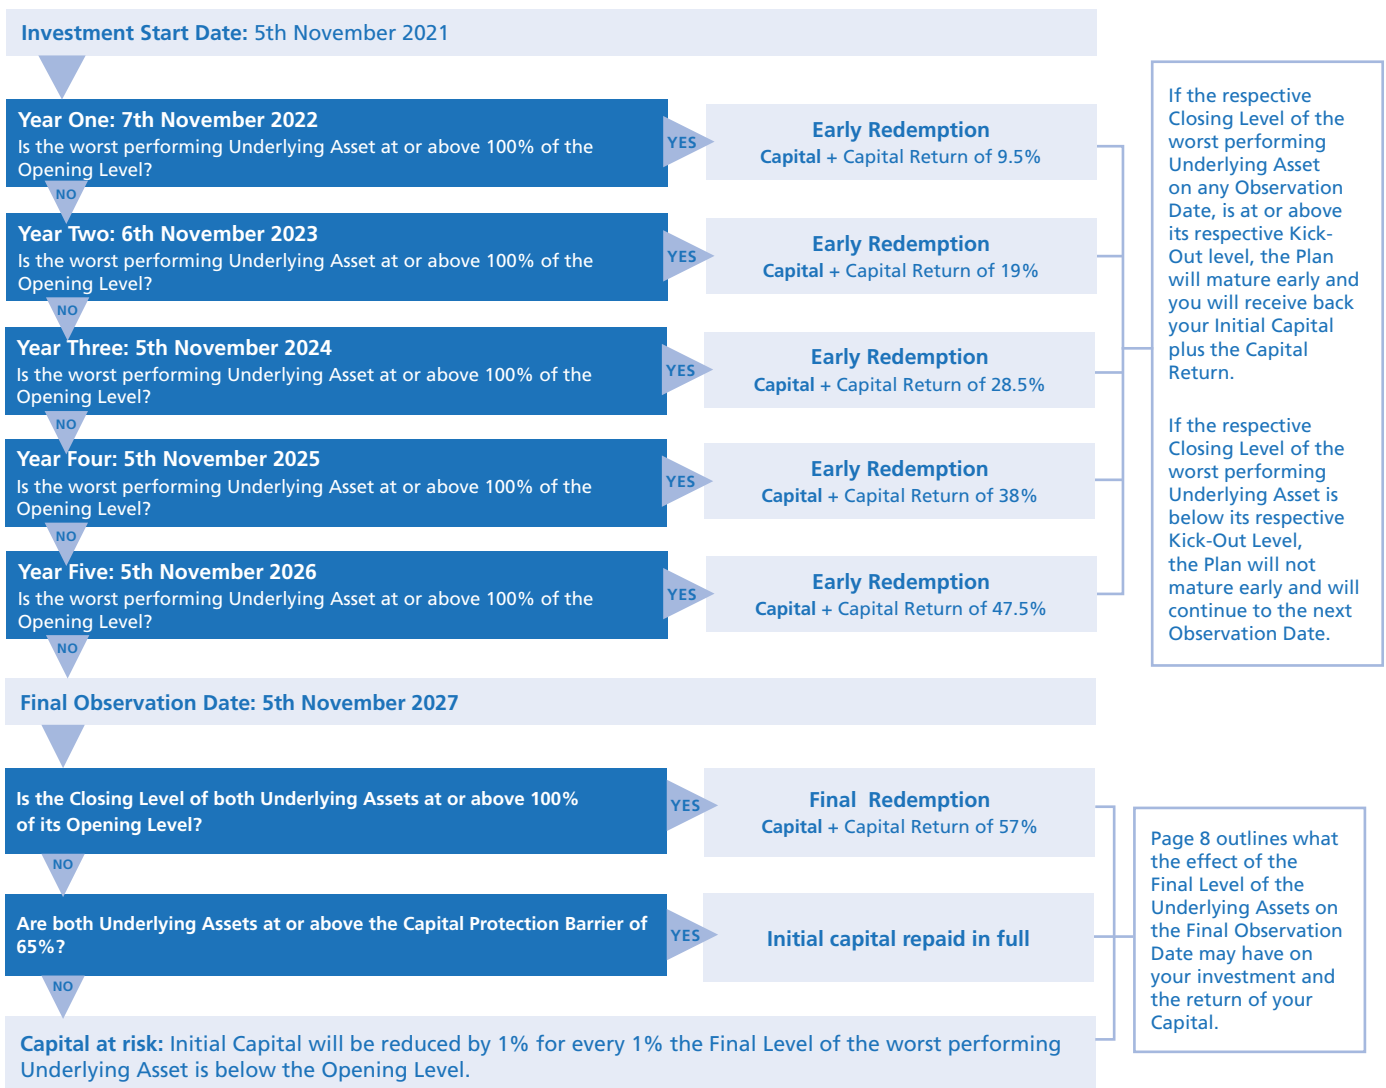 Investment Start Date: 5th November 2021
Year One: 7th November 2022
Is the worst performing Underlying Asset at or above 100% of the
Opening Level?
YES
Early Redemption
Capital + Capital Return of 9.5%
NO
Year Two: 6th November 2023
Is the worst performing Underlying Asset at or above 100% of the
Opening Level?
YES
Early Redemption
Capital + Capital Return of 19%
NO
Year Three: 5th November 2024
Is the worst performing Underlying Asset at or above 100% of the
Opening Level?
YES
Early Redemption
Capital + Capital Return of 28.5%
NO
Year Four: 5th November 2025
Is the worst performing Underlying Asset at or above 100% of the
Opening Level?
YES
Early Redemption
Capital + Capital Return of 38%
NO
Year Five: 5th November 2026
Is the worst performing Underlying Asset at or above 100% of the
Opening Level?
YES
Early Redemption
Capital + Capital Return of 47.5%
NO
If the respective
Closing Level of the
worst performing
Underlying Asset
on any Observation
Date, is at or above
its respective Kick-
Out level, the Plan
will mature early and
you will receive back
your Initial Capital
plus the Capital
Return.
If the respective
Closing Level of the
worst performing
Underlying Asset is
below its respective
Kick-Out Level,
the Plan will not
mature early and will
continue to the next
Observation Date.
Final Observation Date: 5th November 2027
Is the Closing Level of both Underlying Assets at or above 100%
of its Opening Level?
YES
Final Redemption
Capital + Capital Return of 57%
NO
Are both Underlying Assets at or above the Capital Protection Barrier of
65%?
YES
Initial capital repaid in full
NO
Capital at risk: Initial Capital will be reduced by 1% for every 1% the Final Level of the worst performing
Underlying Asset is below the Opening Level.
Page 8 outlines what
the effect of the
Final Level of the
Underlying Assets on
the Final Observation
Date may have on
your investment and
the return of your
Capital.